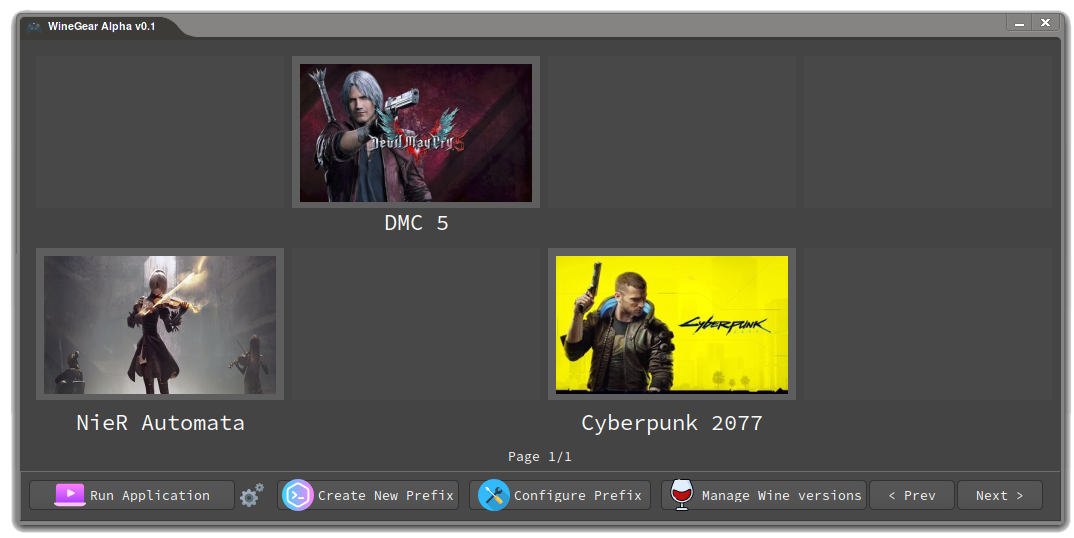 WineGear Alpha v0.1
Devil May Cry 5
DMC 5
Cyberpunk
NieR Automata
Cyberpunk 2077
Page 1/1
Run Application
Create New Prefix
Configure Prefix
Manage Wine versions
< Prev
Next >